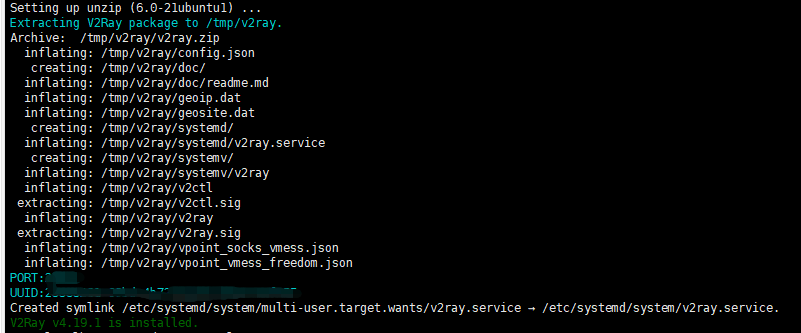 Setting up unzip (6.0-21ubuntu1) ...
Extracting V2Ray package to /tmp/v2ray.
Archive:  /tmp/v2ray/v2ray.zip
  inflating: /tmp/v2ray/config.json
   creating: /tmp/v2ray/doc/
  inflating: /tmp/v2ray/doc/readme.md
  inflating: /tmp/v2ray/geoip.dat
  inflating: /tmp/v2ray/geosite.dat
   creating: /tmp/v2ray/systemd/
  inflating: /tmp/v2ray/systemd/v2ray.service
   creating: /tmp/v2ray/systemv/
  inflating: /tmp/v2ray/systemv/v2ray
  inflating: /tmp/v2ray/v2ctl
 extracting: /tmp/v2ray/v2ctl.sig
  inflating: /tmp/v2ray/v2ray
 extracting: /tmp/v2ray/v2ray.sig
  inflating: /tmp/v2ray/vpoint_socks_vmess.json
  inflating: /tmp/v2ray/vpoint_vmess_freedom.json
PORT:
UUID:
Created symlink /etc/systemd/system/multi-user.target.wants/v2ray.service → /etc/systemd/system/v2ray.service.
V2Ray v4.19.1 is installed.